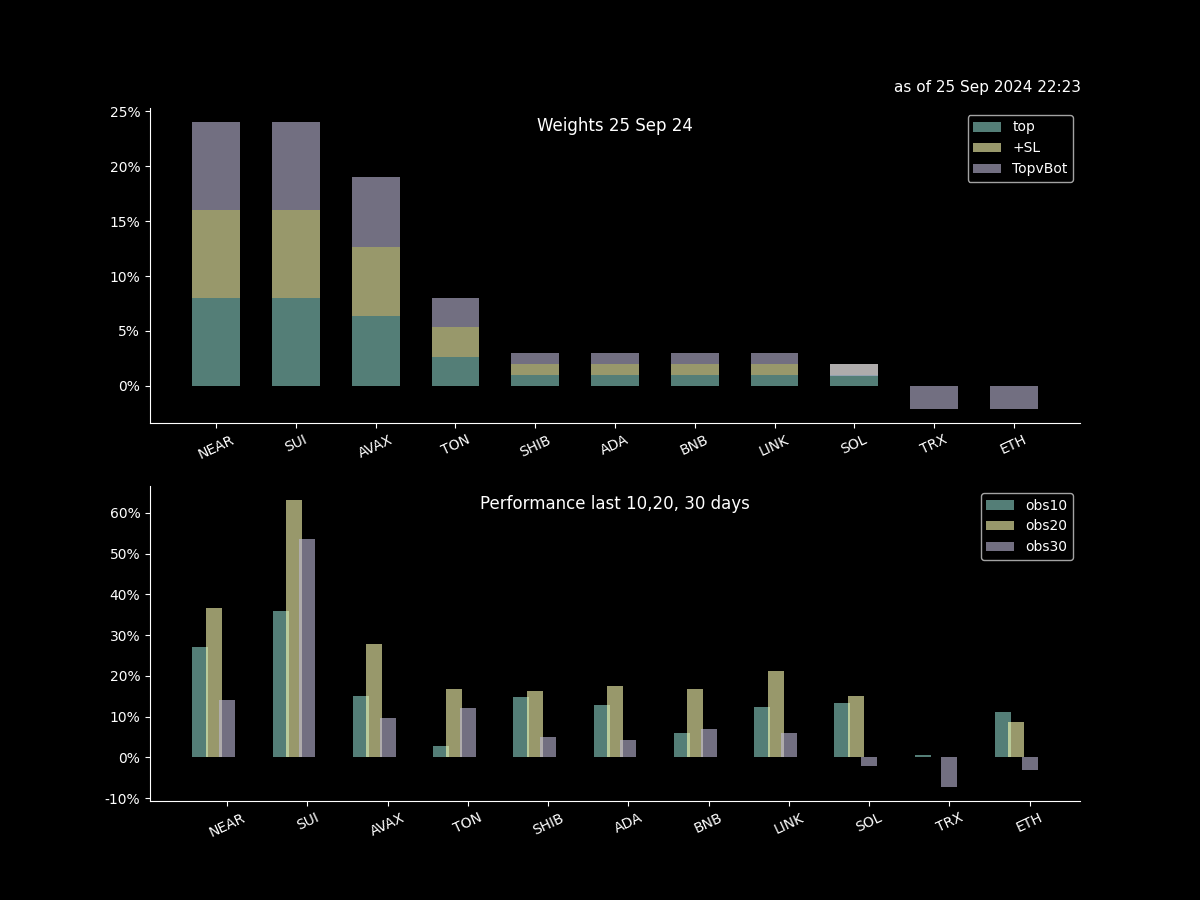 as of 25 Sep 2024 22:23
Weights 25 Sep 24
top
+SL
TopvBot
25%
20%
15%
10%
5%
0%
NEAR SUI AVAX TON SHIB ADA BNB LINK SOL TRX ETH
Performance last 10,20, 30 days
obs10
obs20
obs30
60%
50%
40%
30%
20%
10%
0%
-10%
NEAR SUI AVAX TON SHIB ADA BNB LINK SOL TRX ETH